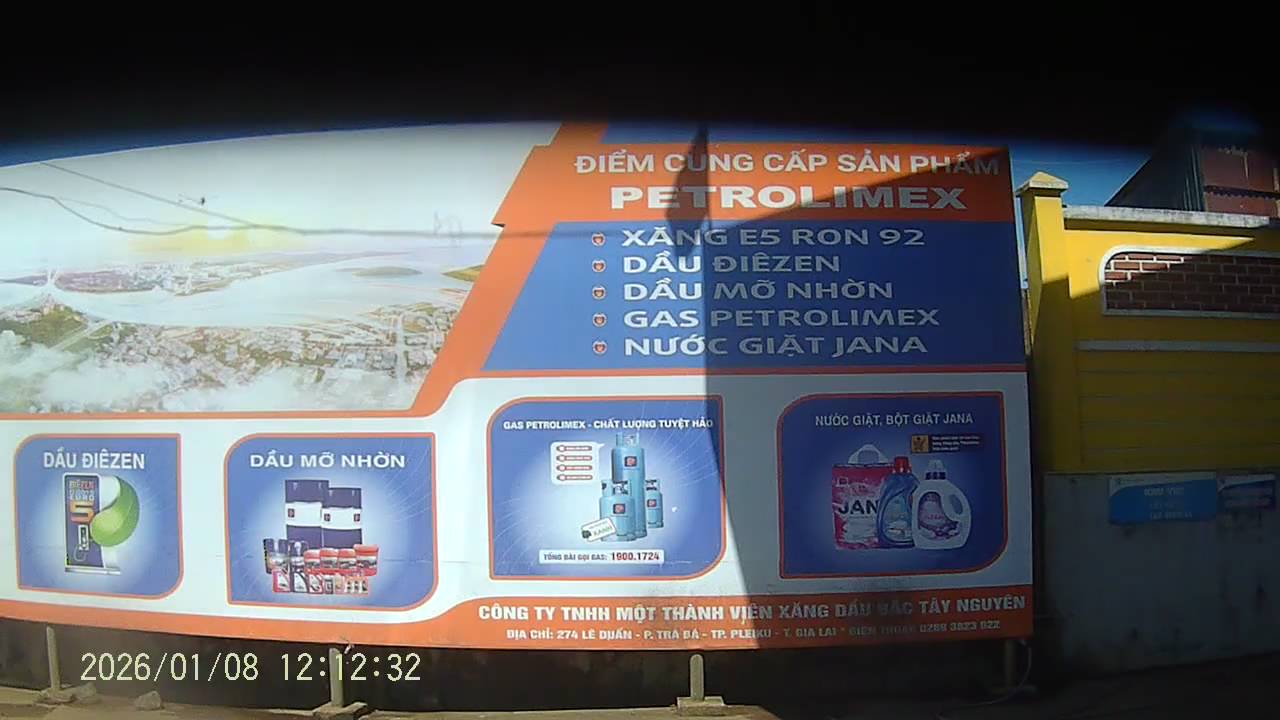 ĐIỂM CUNG CẤP SẢN PHẨM
PETROLIMEX
XĂNG E5 RON 92
DẦU ĐIÊZEN
DẦU MỠ NHỜN
GAS PETROLIMEX
NƯỚC GIẶT JANA
DẦU ĐIÊZEN
ĐIÊZEN
EURO
5
DẦU MỠ NHỜN
GAS PETROLIMEX - CHẤT LƯỢNG TUYỆT HẢO
XANH
TỔNG ĐÀI GỌI GAS: 1900.1724
NƯỚC GIẶT, BỘT GIẶT JANA
JANA
CÔNG TY TNHH MỘT THÀNH VIÊN XĂNG DẦU BẮC TÂY NGUYÊN
ĐỊA CHỈ: 274 LÊ DUẨN - P. TRÀ BÁ - TP. PLEIKU - T. GIA LAI * ĐIỆN THOẠI: 0269 3823 922
2026/01/08 12:12:32